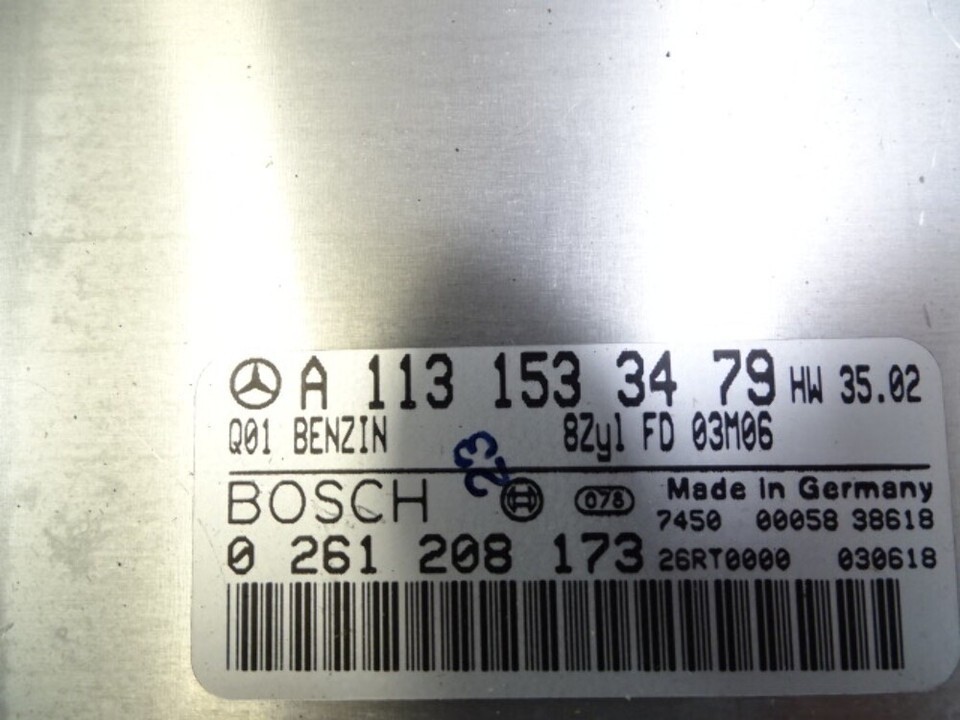 A 113 153 34 79 HW 35.02
Q01 BENZIN 8Zyl FD 03M06
23
BOSCH 078 Made in Germany
7450 00058 38618
0 261 208 173 26RT0000 030618